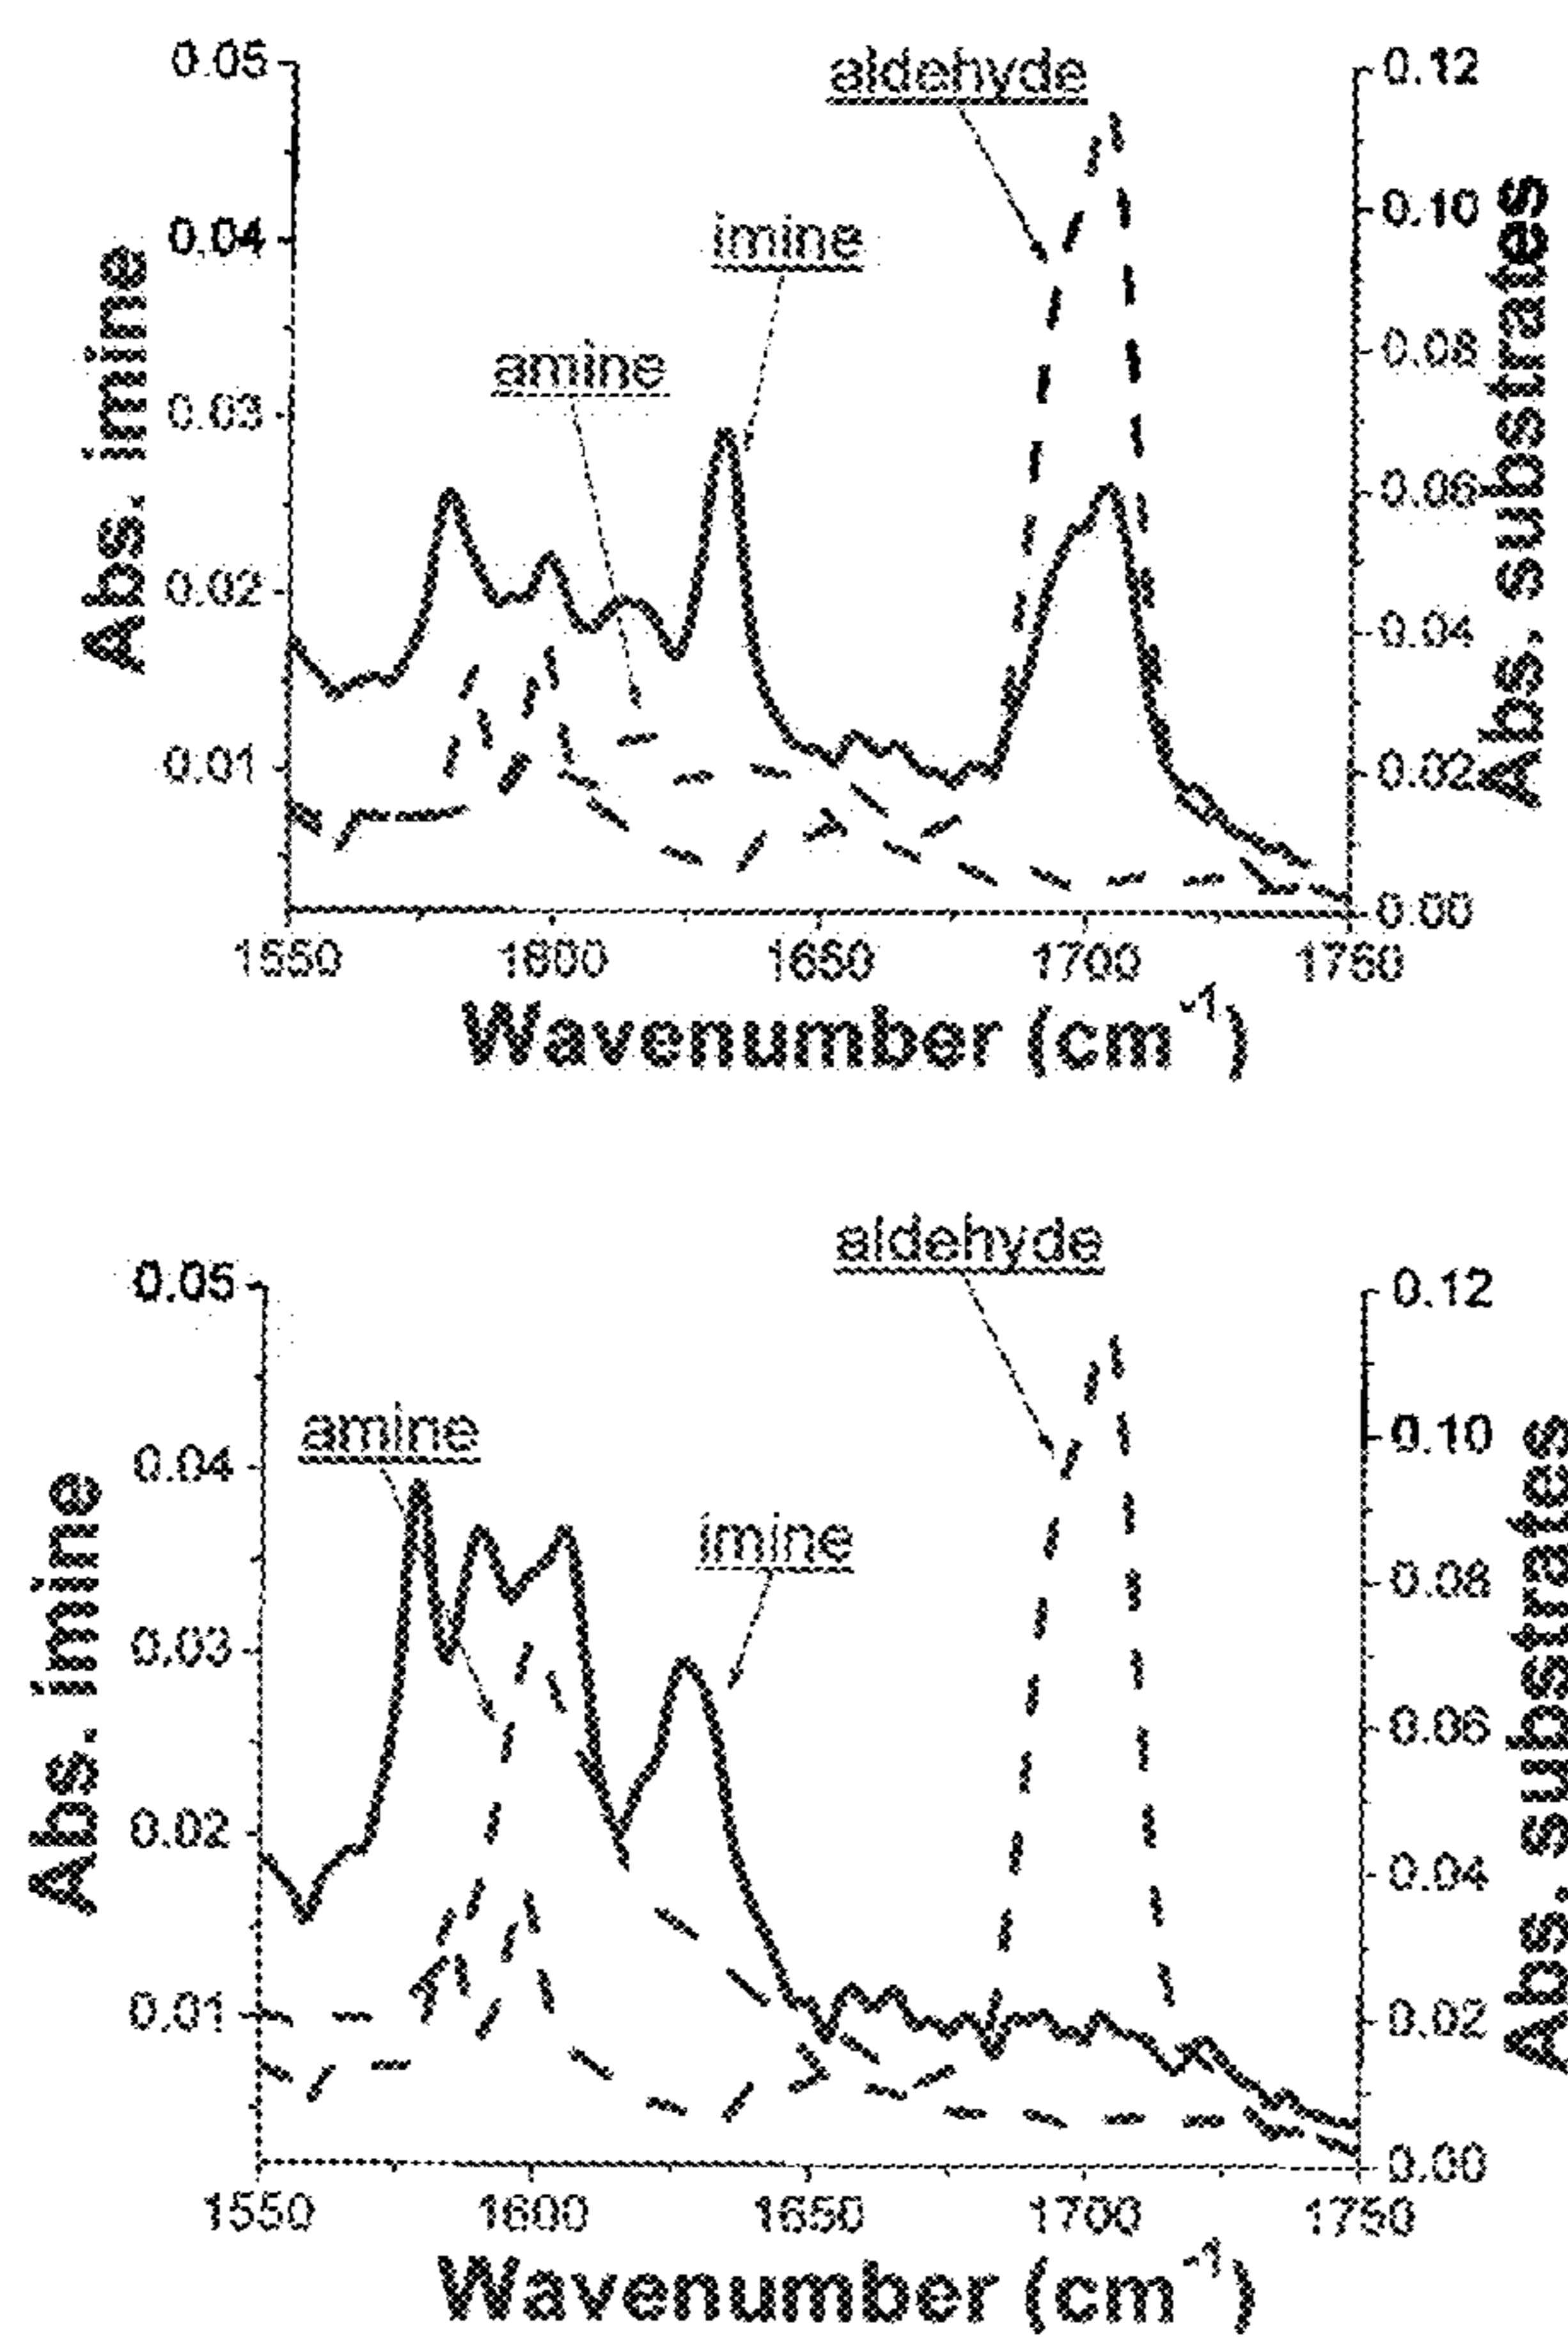 0.05
aldehyde
0.12
imine
0.04
0.10
amine
0.08
0.03
0.06
0.02
0.04
0.01
0.02
0.00
Abs. imine
Abs. substrates
1550 1600 1650 1700 1750
Wavenumber (cm-1)
aldehyde
0.05
0.12
amine
0.04
0.10
imine
0.08
0.03
0.06
0.02
0.04
0.01
0.02
0.00
Abs. imine
Abs. substrates
1550 1600 1650 1700 1750
Wavenumber (cm-1)